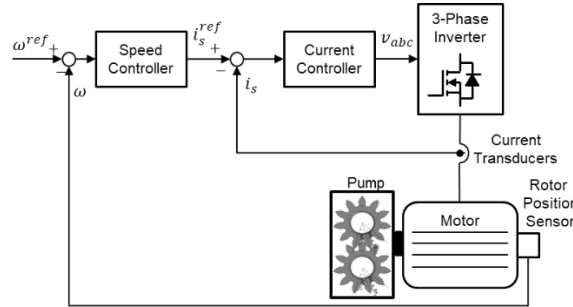 ω^ref
+
−
ω
Speed
Controller
i_s^ref
+
−
i_s
Current
Controller
v_abc
3-Phase
Inverter
Current
Transducers
Pump
Motor
Rotor
Position
Sensor